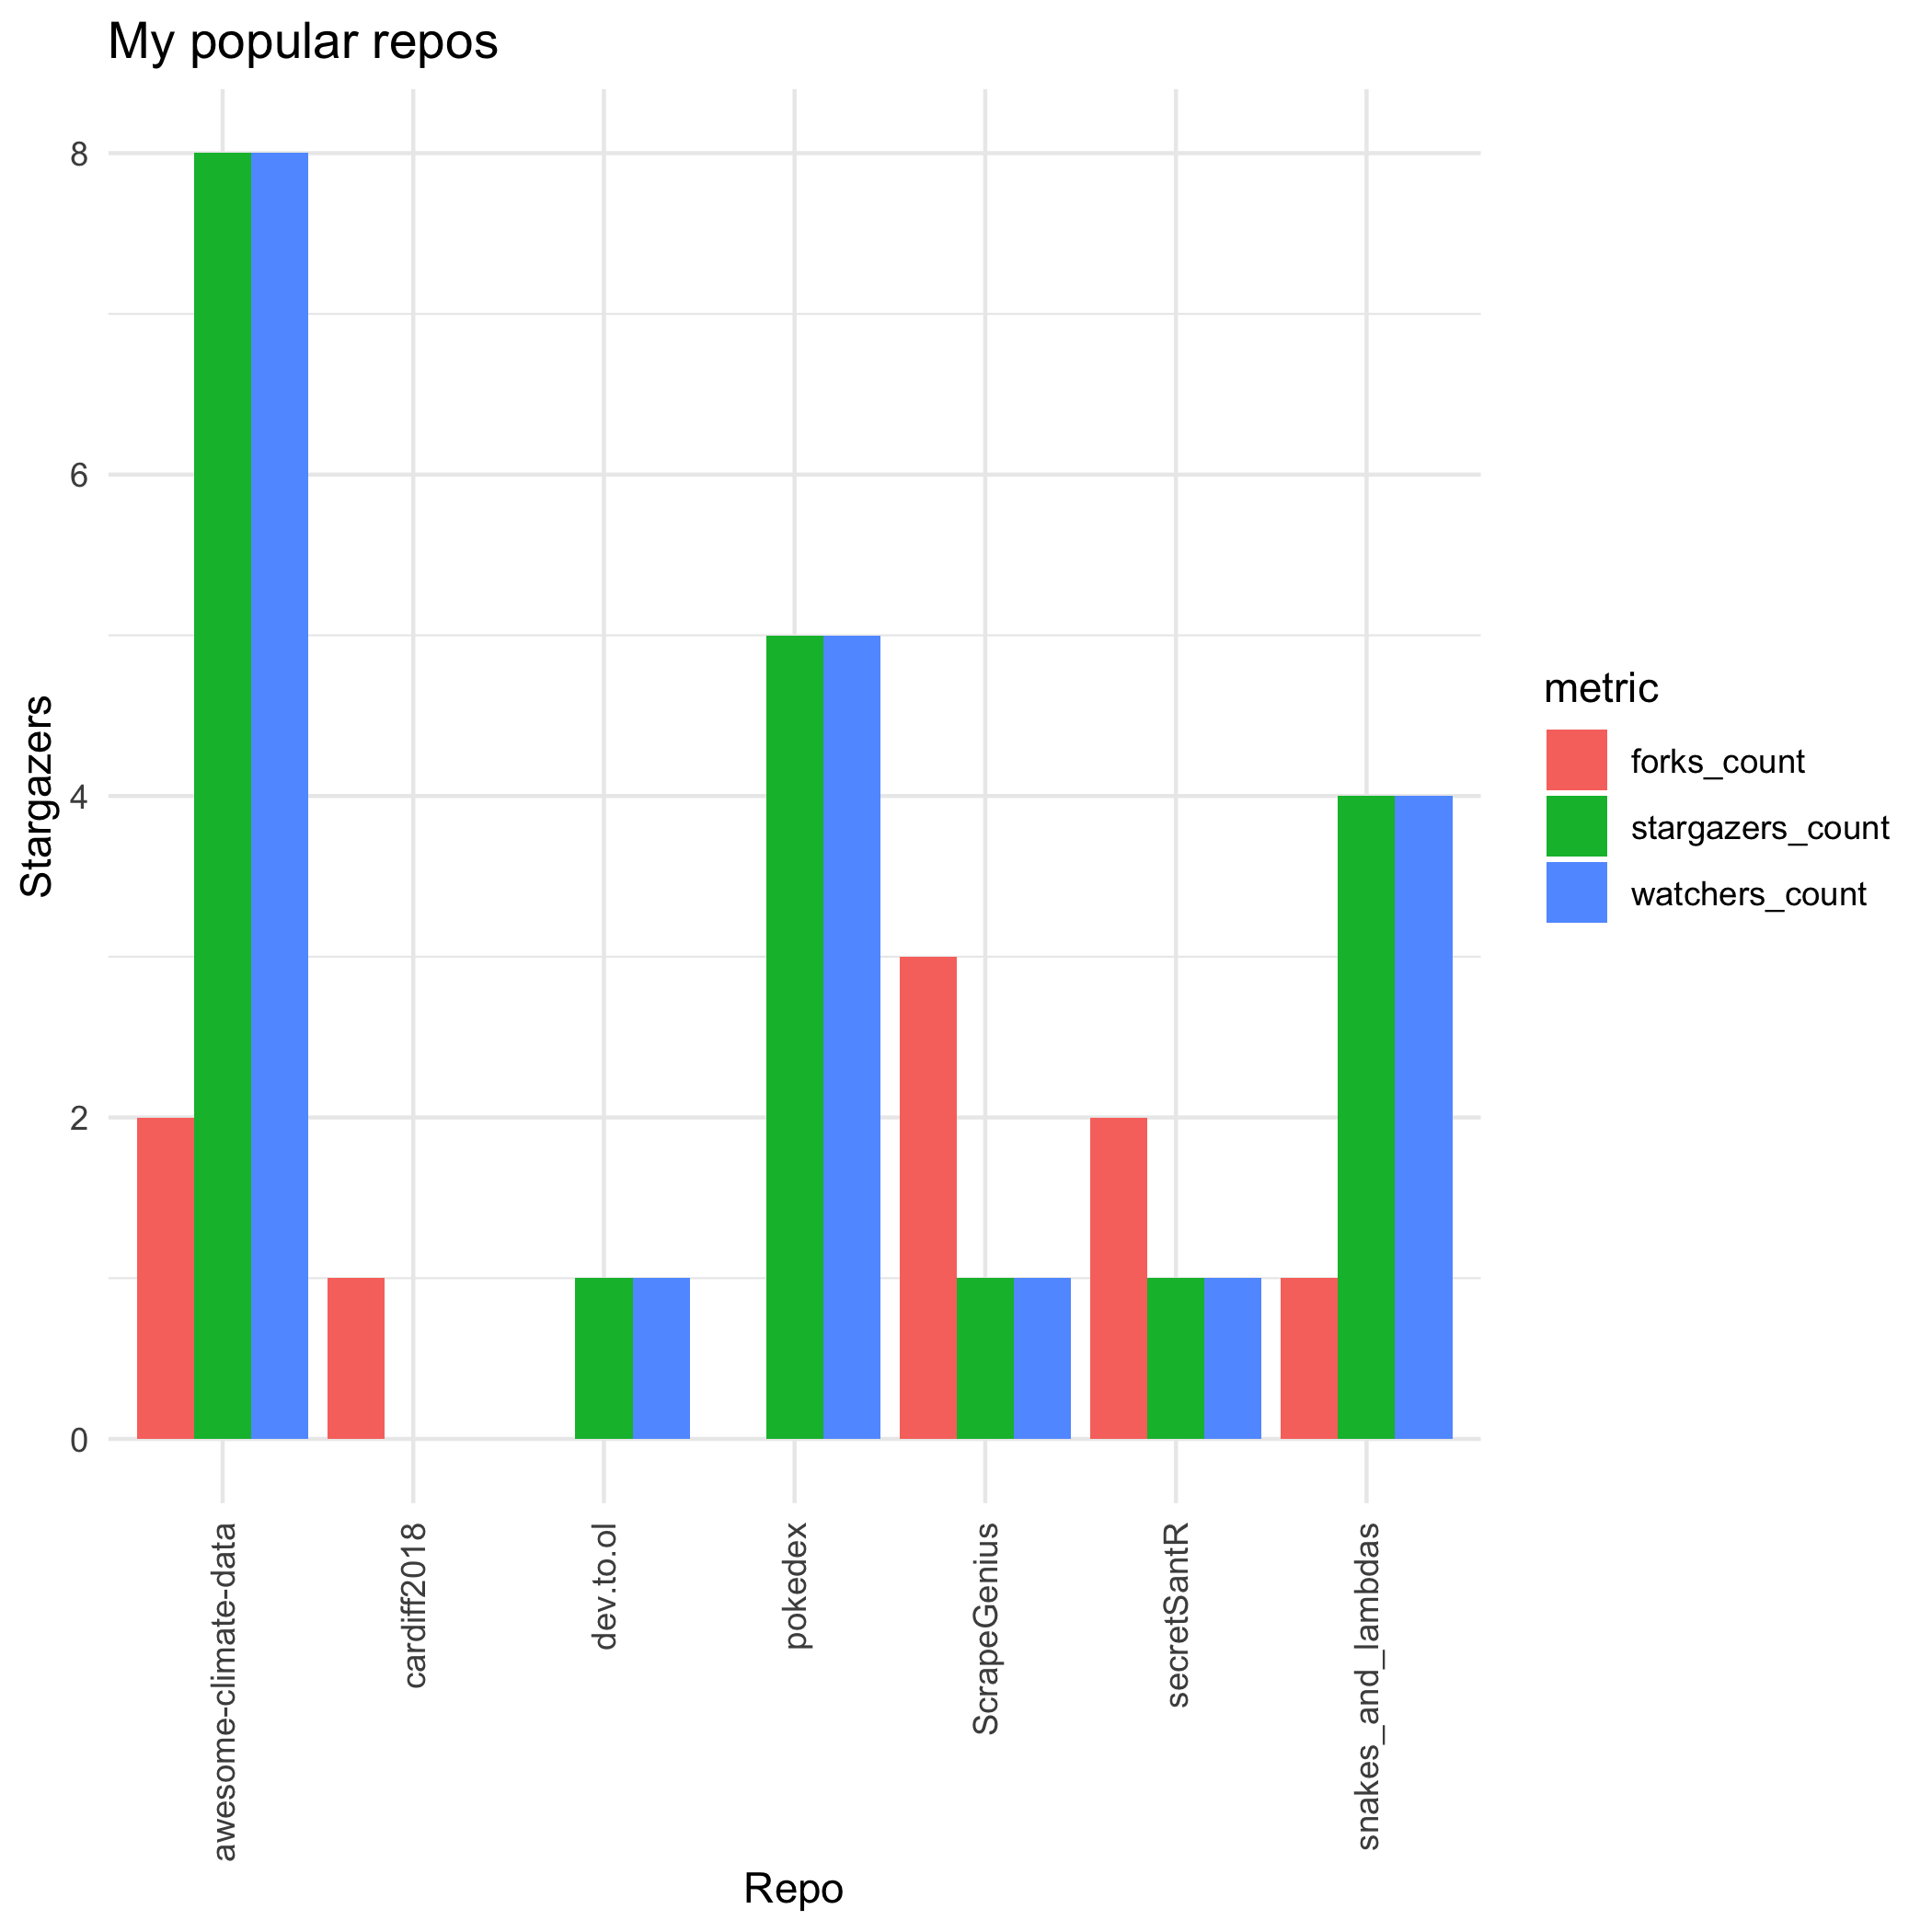 My popular repos
Stargazers
8
6
4
2
0
awesome-climate-data
cardiff2018
dev.to.ol
pokedex
ScrapeGenius
secretSantR
snakes_and_lambdas
Repo
metric
forks_count
stargazers_count
watchers_count